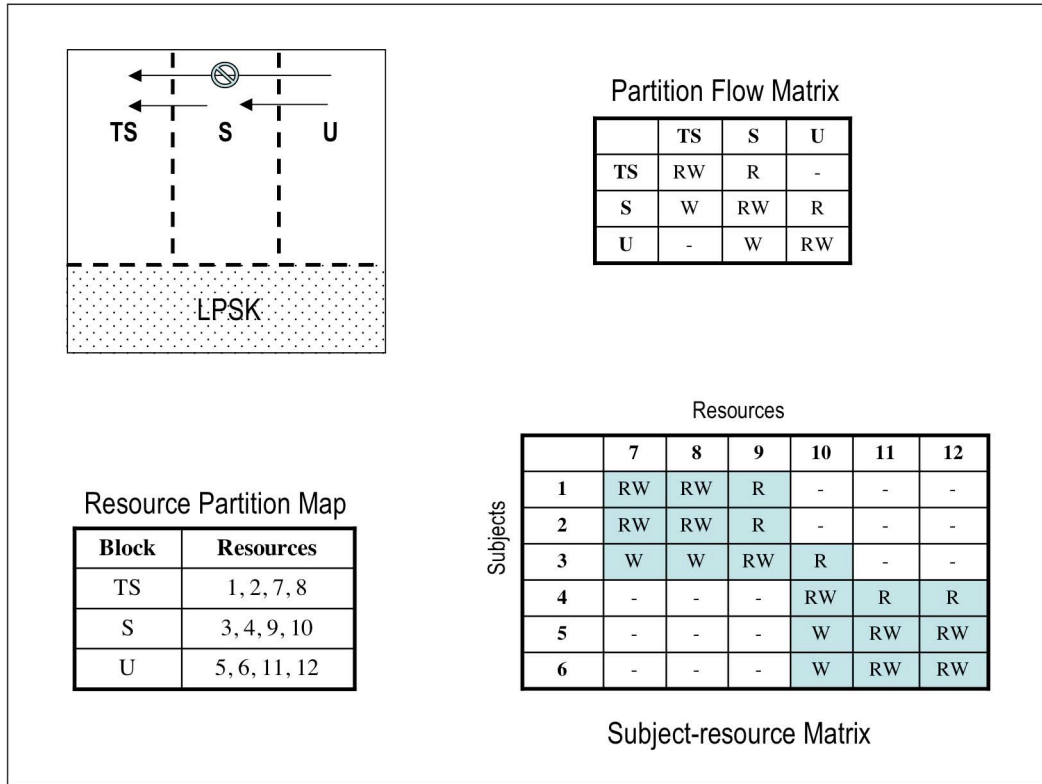 TS S U
LPSK
Partition Flow Matrix
TS S U
TS RW R -
S W RW R
U - W RW
Resource Partition Map
Block Resources
TS 1, 2, 7, 8
S 3, 4, 9, 10
U 5, 6, 11, 12
Resources
Subjects
7 8 9 10 11 12
1 RW RW R - - -
2 RW RW R - - -
3 W W RW R - -
4 - - - RW R R
5 - - - W RW RW
6 - - - W RW RW
Subject-resource Matrix